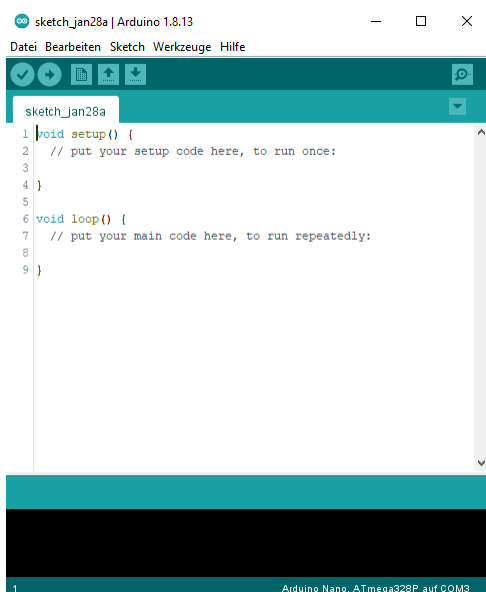 sketch_jan28a | Arduino 1.8.13
Datei Bearbeiten Sketch Werkzeuge Hilfe
sketch_jan28a
1 void setup() {
2   // put your setup code here, to run once:
3
4 }
5
6 void loop() {
7   // put your main code here, to run repeatedly:
8
9 }
1 Arduino Nano, ATmega328P auf COM3